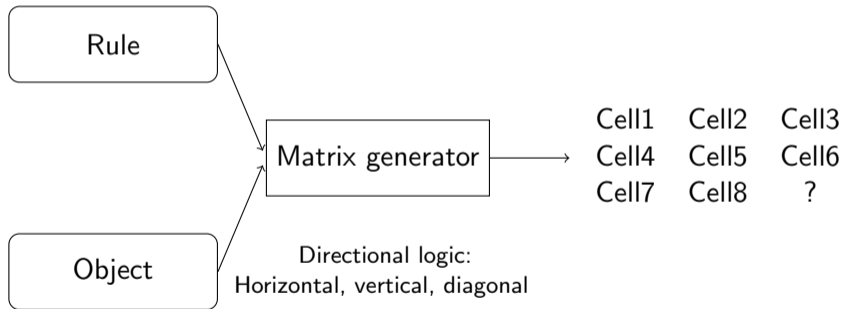 Rule
Matrix generator
Cell1 Cell2 Cell3
Cell4 Cell5 Cell6
Cell7 Cell8 ?
Object
Directional logic:
Horizontal, vertical, diagonal